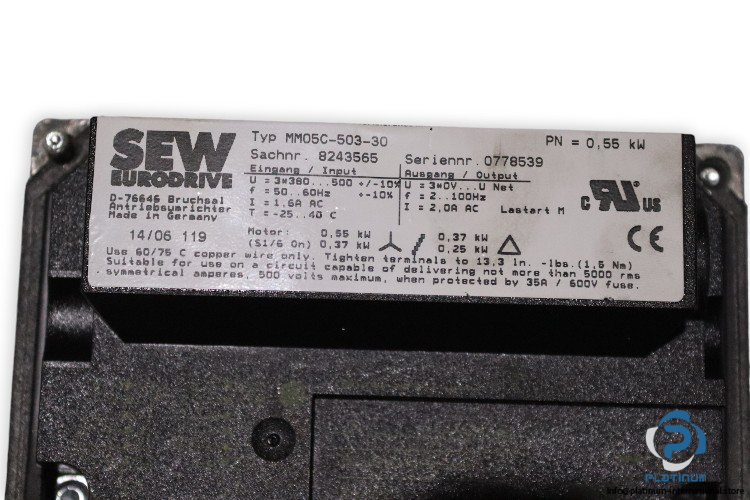 SEW
EURODRIVE
D-76646 Bruchsal
Antriebsumrichter
Made in Germany
14/06 119
Typ MM05C-503-30
PN = 0,55 kW
Sachnr. 8243565
Seriennr. 0778539
Eingang / Input
U = 3*380...500 +/-10%
f = 50..60Hz +-10%
I = 1,6A AC
T = -25..40 C
Ausgang / Output
U = 3*0V...U Net
f = 2...100Hz
I = 2,0A AC
Lastart M
C RU US
CE
Motor: 0,55 kW 0,37 kW
(S1/6 On) 0,37 kW 0,25 kW
Use 60/75 C copper wire only. Tighten terminals to 13,3 in. -lbs.(1,5 Nm)
Suitable for use on a circuit capable of delivering not more than 5000 rms
symmetrical amperes, 500 volts maximum, when protected by 35A / 600V fuse.
PLATINUM